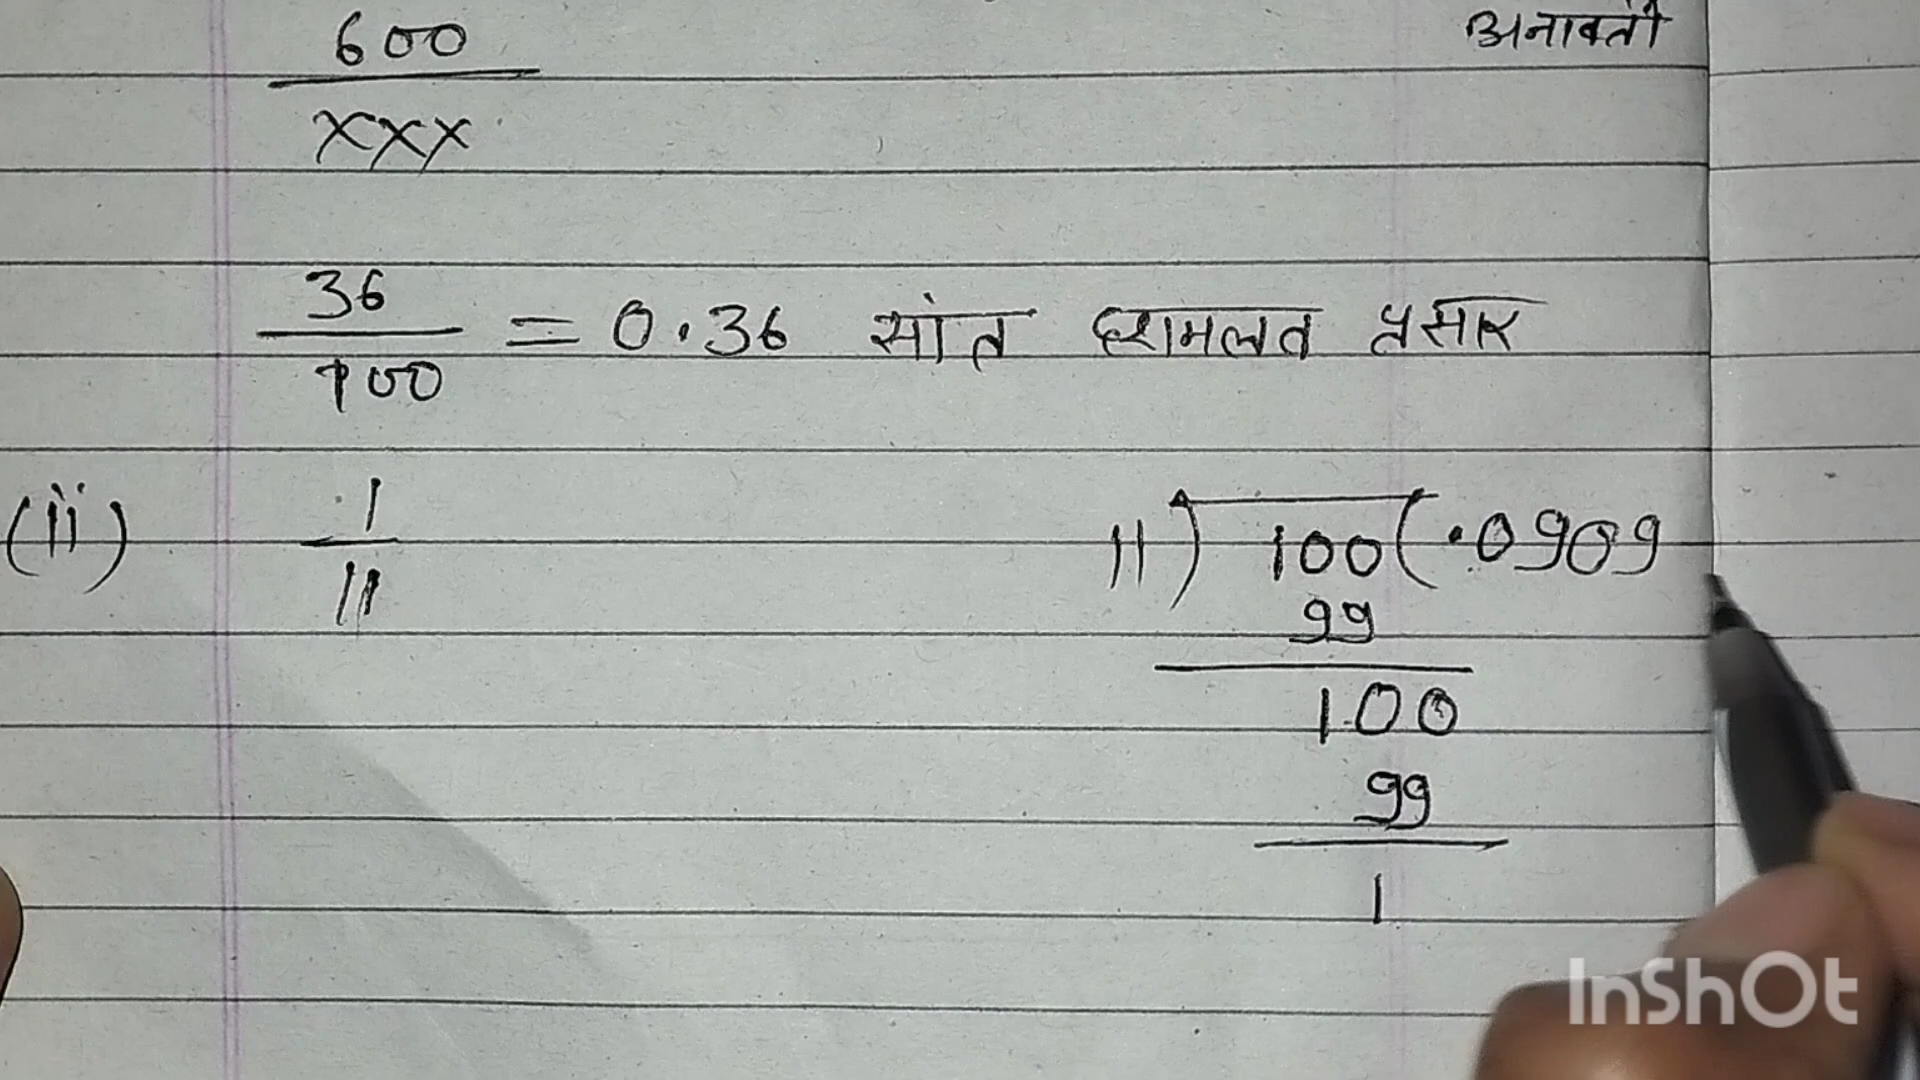 600
अनावर्ती
xxx
36
100
= 0.36 सांत दशमलव प्रसार
(ii) 1
11
11) 100 ( .0909
99
100
99
1
InShOt